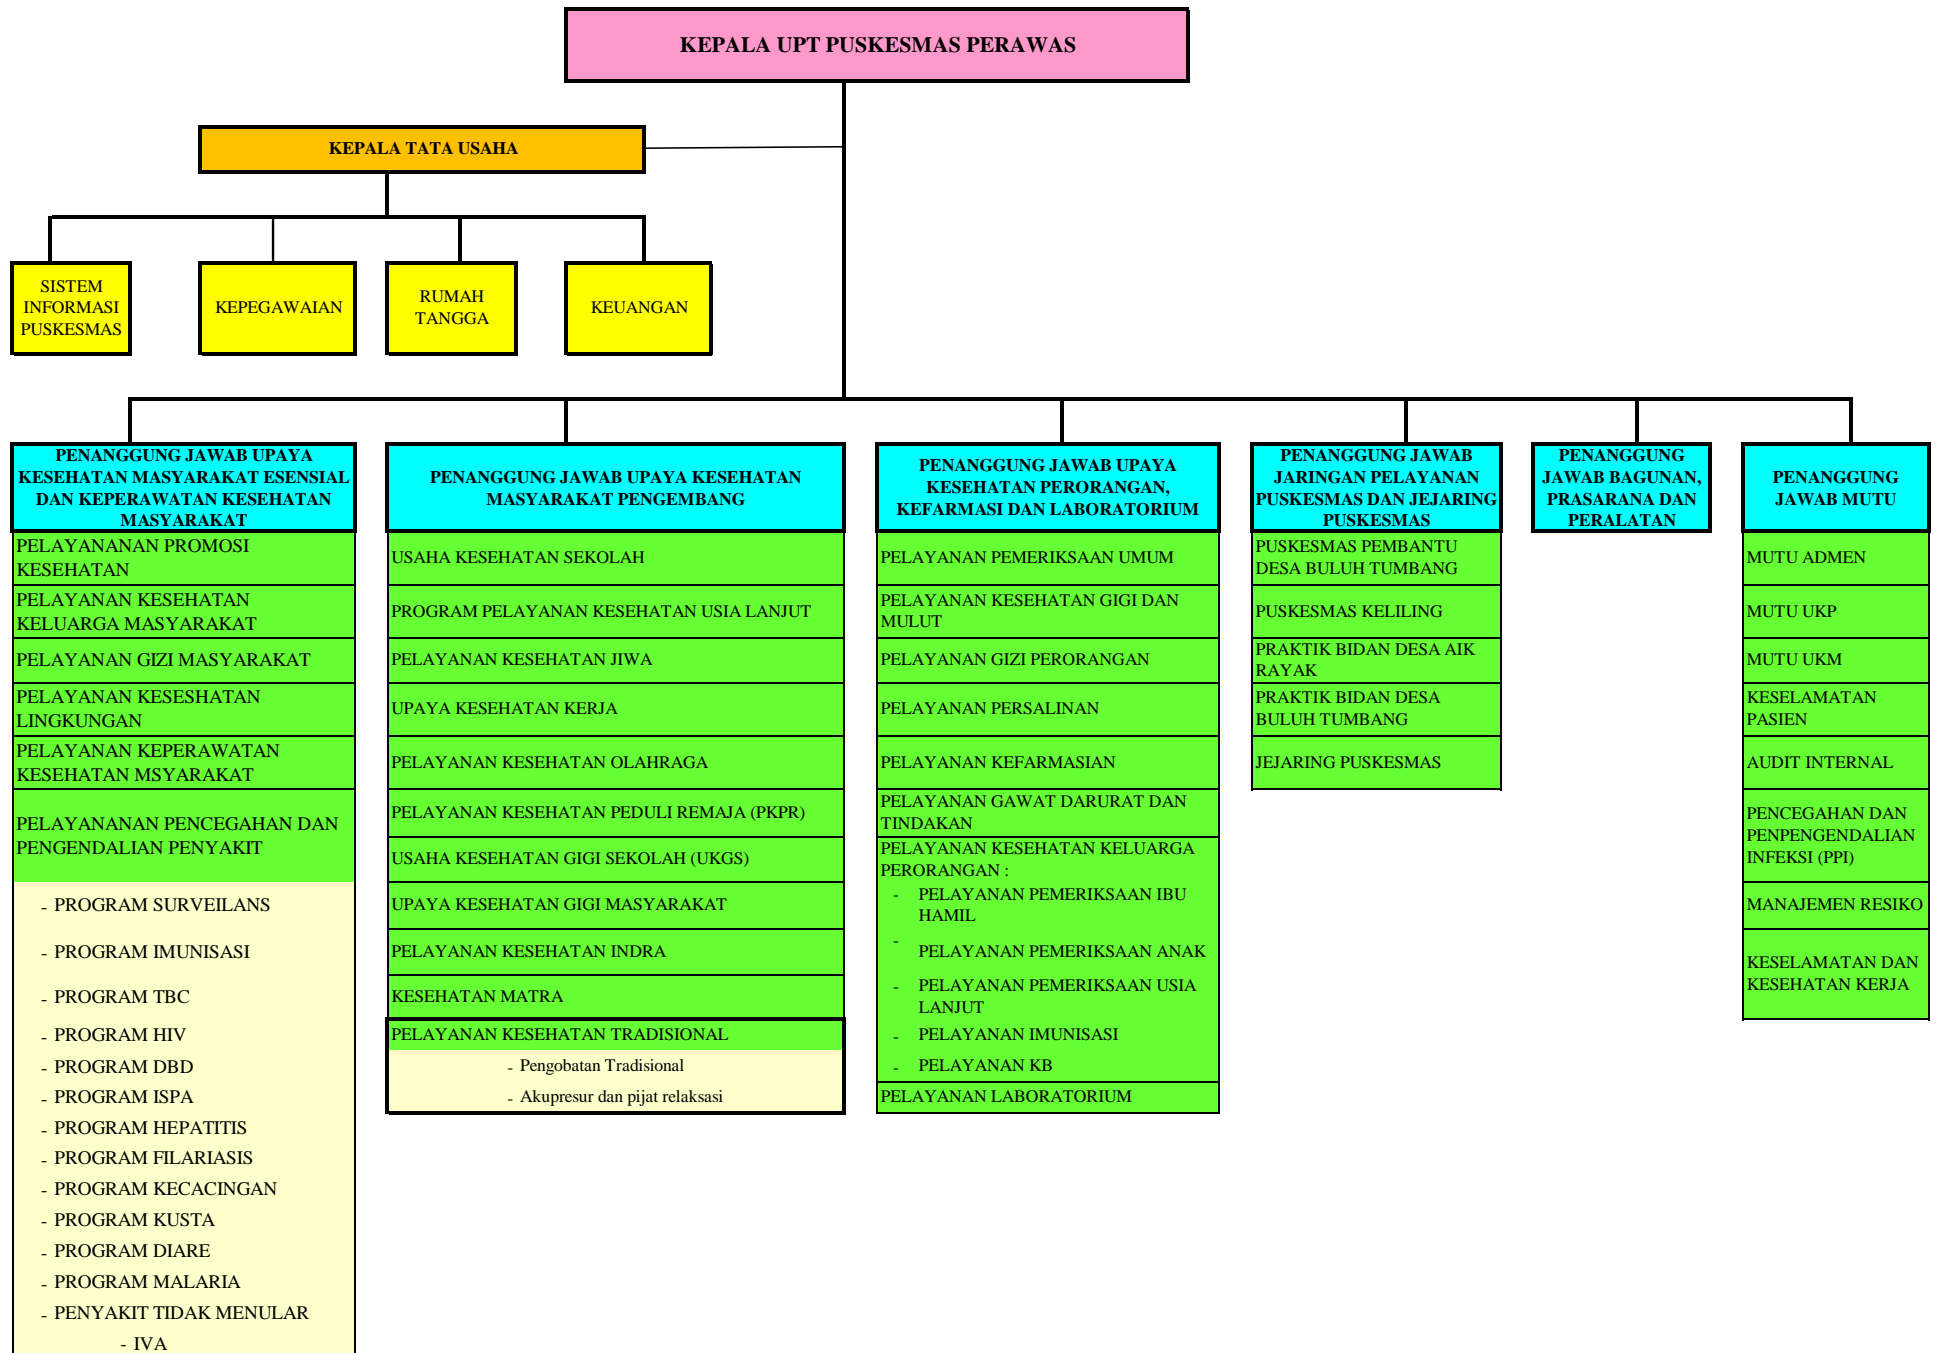 KEPALA UPT PUSKESMAS PERAWAS
KEPALA TATA USAHA
SISTEM
INFORMASI
PUSKESMAS
KEPEGAWAIAN
RUMAH
TANGGA
KEUANGAN
PENANGGUNG JAWAB UPAYA
KESEHATAN MASYARAKAT ESENSIAL
DAN KEPERAWATAN KESEHATAN
MASYARAKAT
PELAYANANAN PROMOSI
KESEHATAN
PELAYANAN KESEHATAN
KELUARGA MASYARAKAT
PELAYANAN GIZI MASYARAKAT
PELAYANAN KESESHATAN
LINGKUNGAN
PELAYANAN KEPERAWATAN
KESEHATAN MSYARAKAT
PELAYANANAN PENCEGAHAN DAN
PENGENDALIAN PENYAKIT
- PROGRAM SURVEILANS
- PROGRAM IMUNISASI
- PROGRAM TBC
- PROGRAM HIV
- PROGRAM DBD
- PROGRAM ISPA
- PROGRAM HEPATITIS
- PROGRAM FILARIASIS
- PROGRAM KECACINGAN
- PROGRAM KUSTA
- PROGRAM DIARE
- PROGRAM MALARIA
- PENYAKIT TIDAK MENULAR
- IVA
PENANGGUNG JAWAB UPAYA KESEHATAN
MASYARAKAT PENGEMBANG
USAHA KESEHATAN SEKOLAH
PROGRAM PELAYANAN KESEHATAN USIA LANJUT
PELAYANAN KESEHATAN JIWA
UPAYA KESEHATAN KERJA
PELAYANAN KESEHATAN OLAHRAGA
PELAYANAN KESEHATAN PEDULI REMAJA (PKPR)
USAHA KESEHATAN GIGI SEKOLAH (UKGS)
UPAYA KESEHATAN GIGI MASYARAKAT
PELAYANAN KESEHATAN INDRA
KESEHATAN MATRA
PELAYANAN KESEHATAN TRADISIONAL
- Pengobatan Tradisional
- Akupresur dan pijat relaksasi
PENANGGUNG JAWAB UPAYA
KESEHATAN PERORANGAN,
KEFARMASI DAN LABORATORIUM
PELAYANAN PEMERIKSAAN UMUM
PELAYANAN KESEHATAN GIGI DAN
MULUT
PELAYANAN GIZI PERORANGAN
PELAYANAN PERSALINAN
PELAYANAN KEFARMASIAN
PELAYANAN GAWAT DARURAT DAN
TINDAKAN
PELAYANAN KESEHATAN KELUARGA
PERORANGAN :
- PELAYANAN PEMERIKSAAN IBU
HAMIL
- PELAYANAN PEMERIKSAAN ANAK
- PELAYANAN PEMERIKSAAN USIA
LANJUT
- PELAYANAN IMUNISASI
- PELAYANAN KB
PELAYANAN LABORATORIUM
PENANGGUNG JAWAB
JARINGAN PELAYANAN
PUSKESMAS DAN JEJARING
PUSKESMAS
PUSKESMAS PEMBANTU
DESA BULUH TUMBANG
PUSKESMAS KELILING
PRAKTIK BIDAN DESA AIK
RAYAK
PRAKTIK BIDAN DESA
BULUH TUMBANG
JEJARING PUSKESMAS
PENANGGUNG
JAWAB BAGUNAN,
PRASARANA DAN
PERALATAN
PENANGGUNG
JAWAB MUTU
MUTU ADMEN
MUTU UKP
MUTU UKM
KESELAMATAN
PASIEN
AUDIT INTERNAL
PENCEGAHAN DAN
PENPENGENDALIAN
INFEKSI (PPI)
MANAJEMEN RESIKO
KESELAMATAN DAN
KESEHATAN KERJA